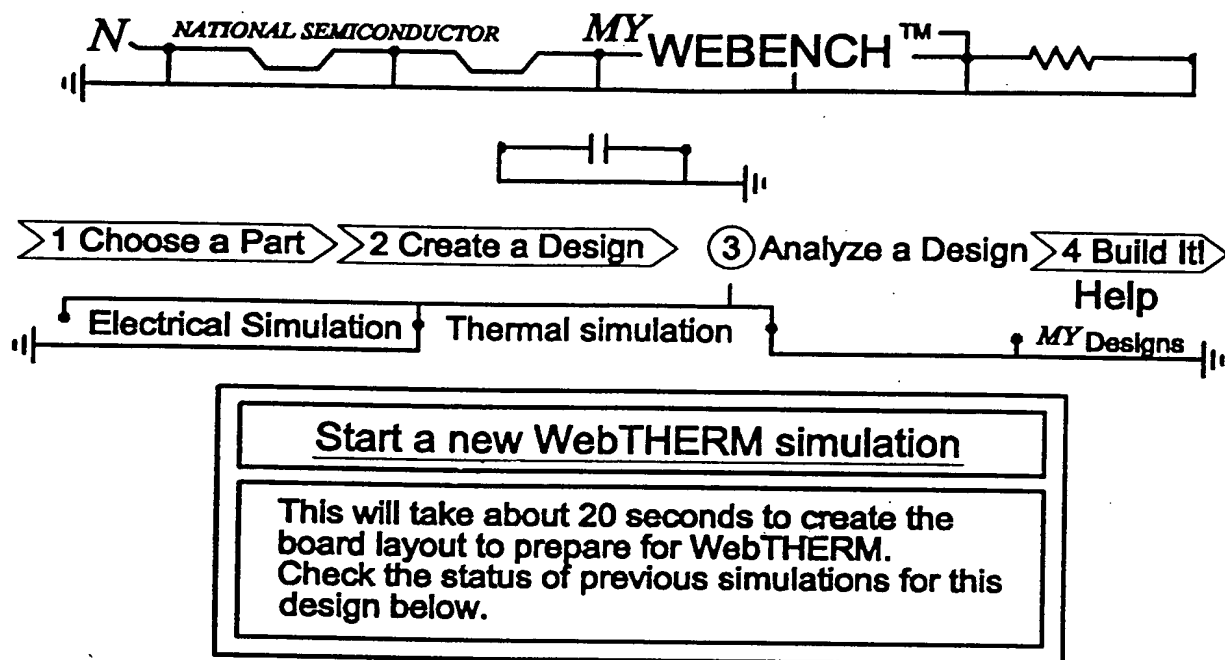 N NATIONAL SEMICONDUCTOR MY WEBENCH™
1 Choose a Part 2 Create a Design 3 Analyze a Design 4 Build It!
Help
Electrical Simulation Thermal simulation MY Designs
Start a new WebTHERM simulation
This will take about 20 seconds to create the
board layout to prepare for WebTHERM.
Check the status of previous simulations for this
design below.